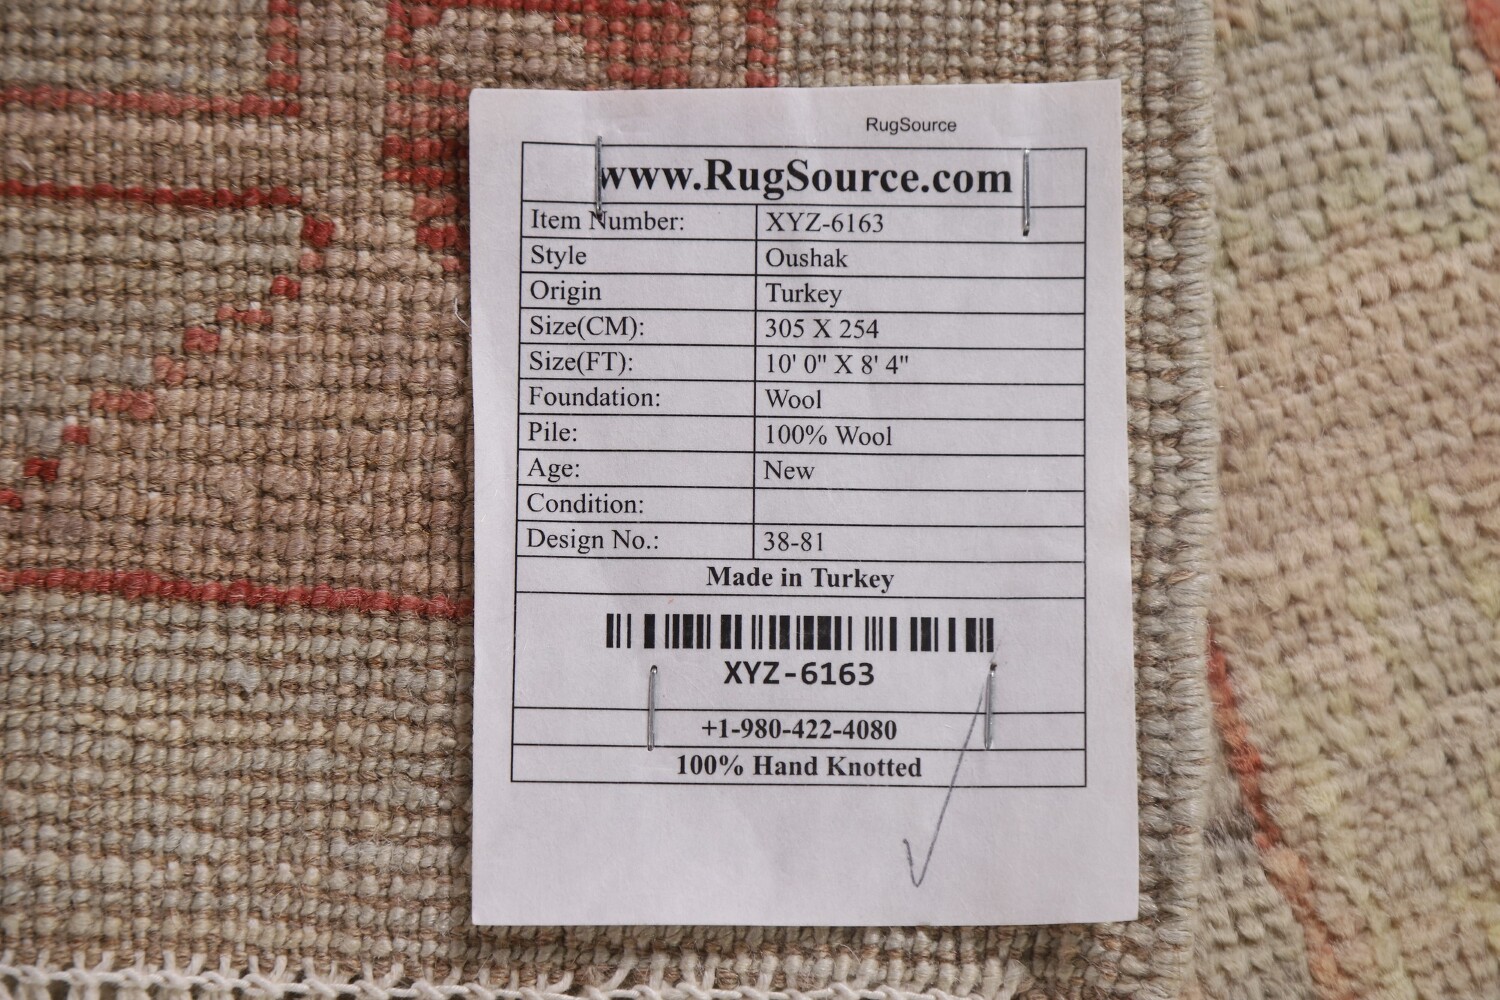 RugSource
www.RugSource.com
Item Number: XYZ-6163
Style Oushak
Origin Turkey
Size(CM): 305 X 254
Size(FT): 10' 0" X 8' 4"
Foundation: Wool
Pile: 100% Wool
Age: New
Condition:
Design No.: 38-81
Made in Turkey
XYZ-6163
+1-980-422-4080
100% Hand Knotted